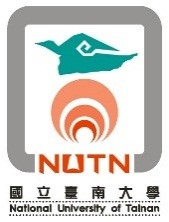 NUTN
國立臺南大學
National University of Tainan